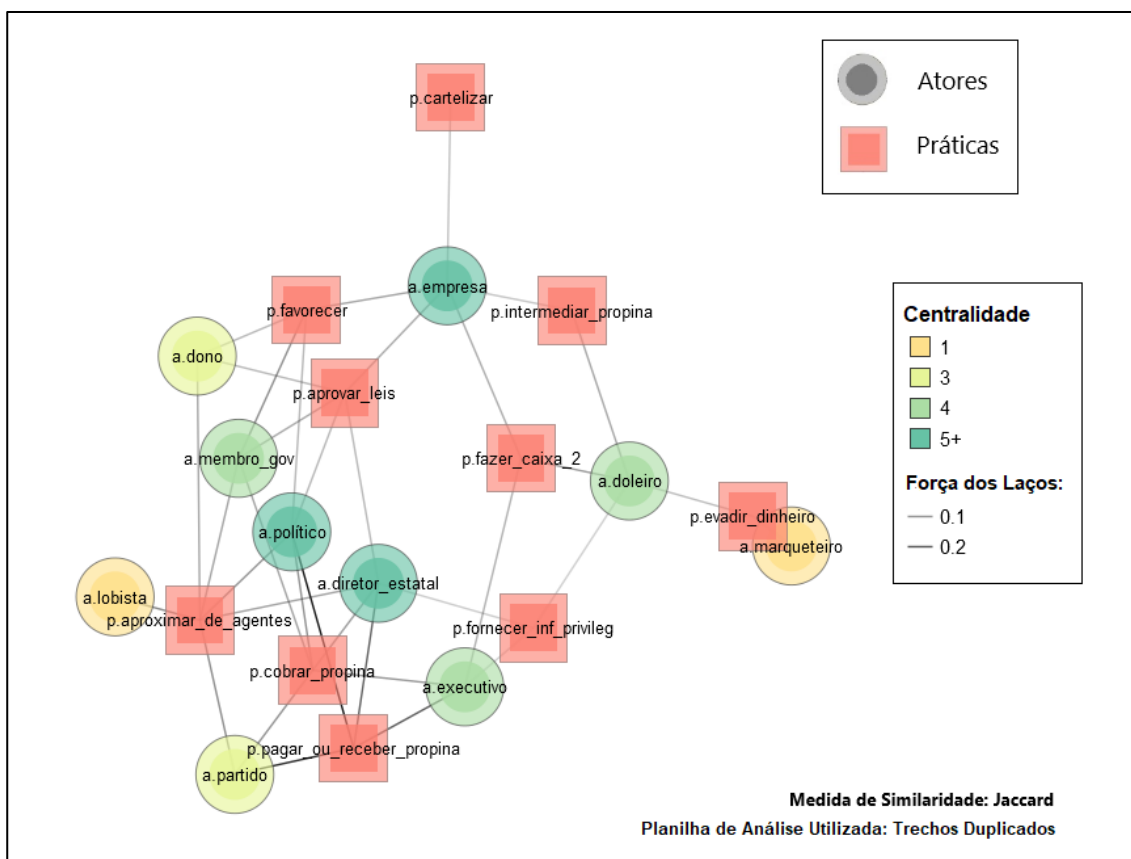 p.cartelizar
Atores
Práticas
a.empresa
p.favorecer
p.intermediar_propina
a.dono
p.aprovar_leis
a.membro_gov
p.fazer_caixa_2
a.doleiro
p.evadir_dinheiro
a.político
a.marqueteiro
a.diretor_estatal
a.lobista
p.aproximar_de_agentes
p.fornecer_inf_privileg
p.cobrar_propina
a.executivo
p.pagar_ou_receber_propina
a.partido
Centralidade
1
3
4
5+
Força dos Laços:
0.1
0.2
Medida de Similaridade: Jaccard
Planilha de Análise Utilizada: Trechos Duplicados